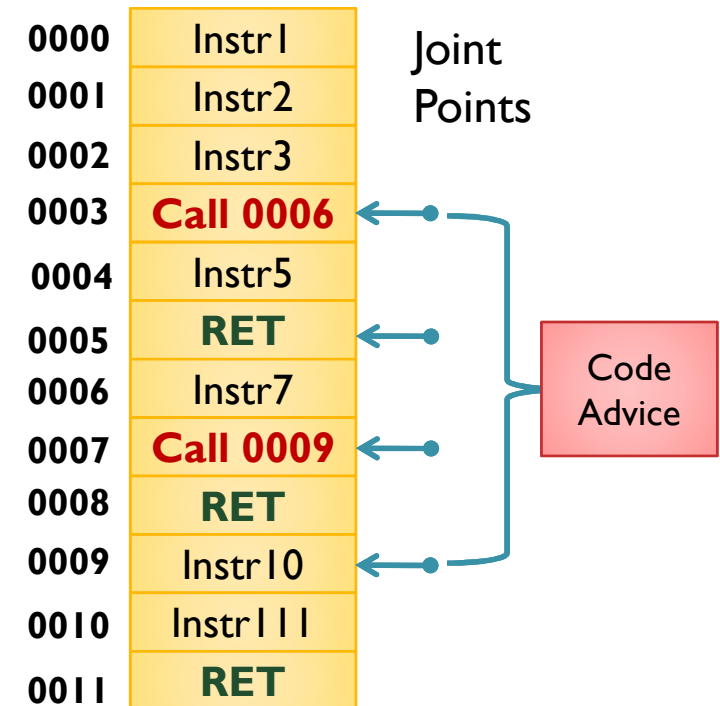 0000 Instr1
Joint
Points
0001 Instr2
0002 Instr3
0003 Call 0006
0004 Instr5
0005 RET
Code
Advice
0006 Instr7
0007 Call 0009
0008 RET
0009 Instr10
0010 Instr111
0011 RET